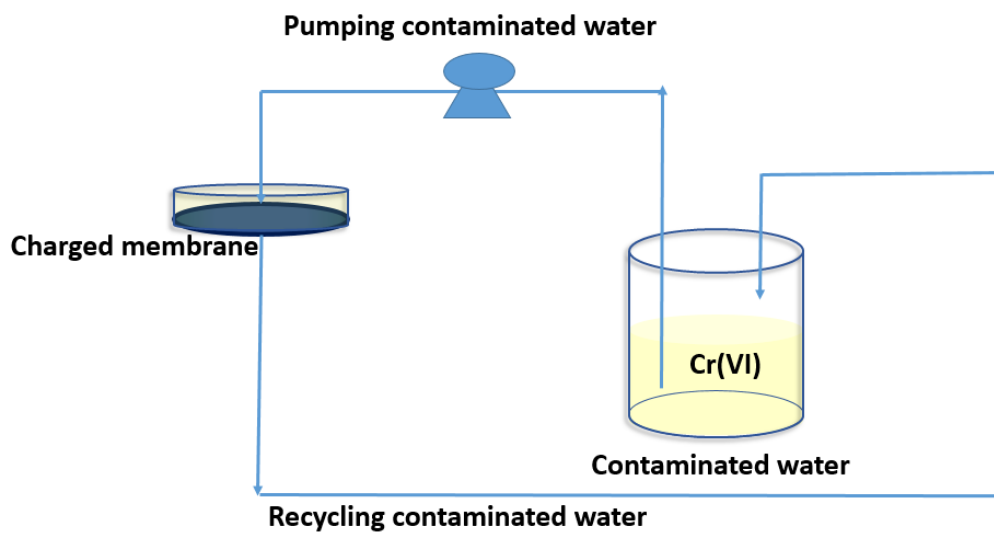 Pumping contaminated water
Charged membrane
Cr(VI)
Contaminated water
Recycling contaminated water